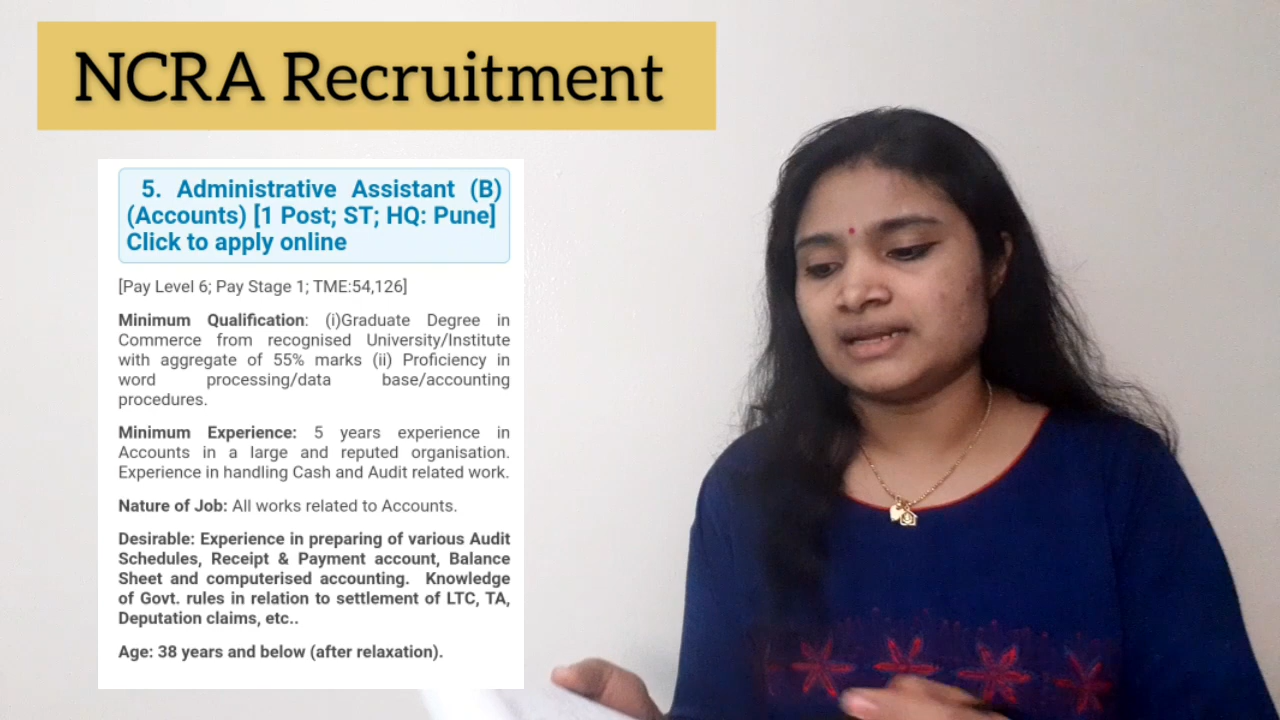 NCRA Recruitment
5. Administrative Assistant (B)
(Accounts) [1 Post; ST; HQ: Pune]
Click to apply online
[Pay Level 6; Pay Stage 1; TME:54,126]
Minimum Qualification: (i)Graduate Degree in
Commerce from recognised University/Institute
with aggregate of 55% marks (ii) Proficiency in
word processing/data base/accounting
procedures.
Minimum Experience: 5 years experience in
Accounts in a large and reputed organisation.
Experience in handling Cash and Audit related work.
Nature of Job: All works related to Accounts.
Desirable: Experience in preparing of various Audit
Schedules, Receipt & Payment account, Balance
Sheet and computerised accounting. Knowledge
of Govt. rules in relation to settlement of LTC, TA,
Deputation claims, etc..
Age: 38 years and below (after relaxation).